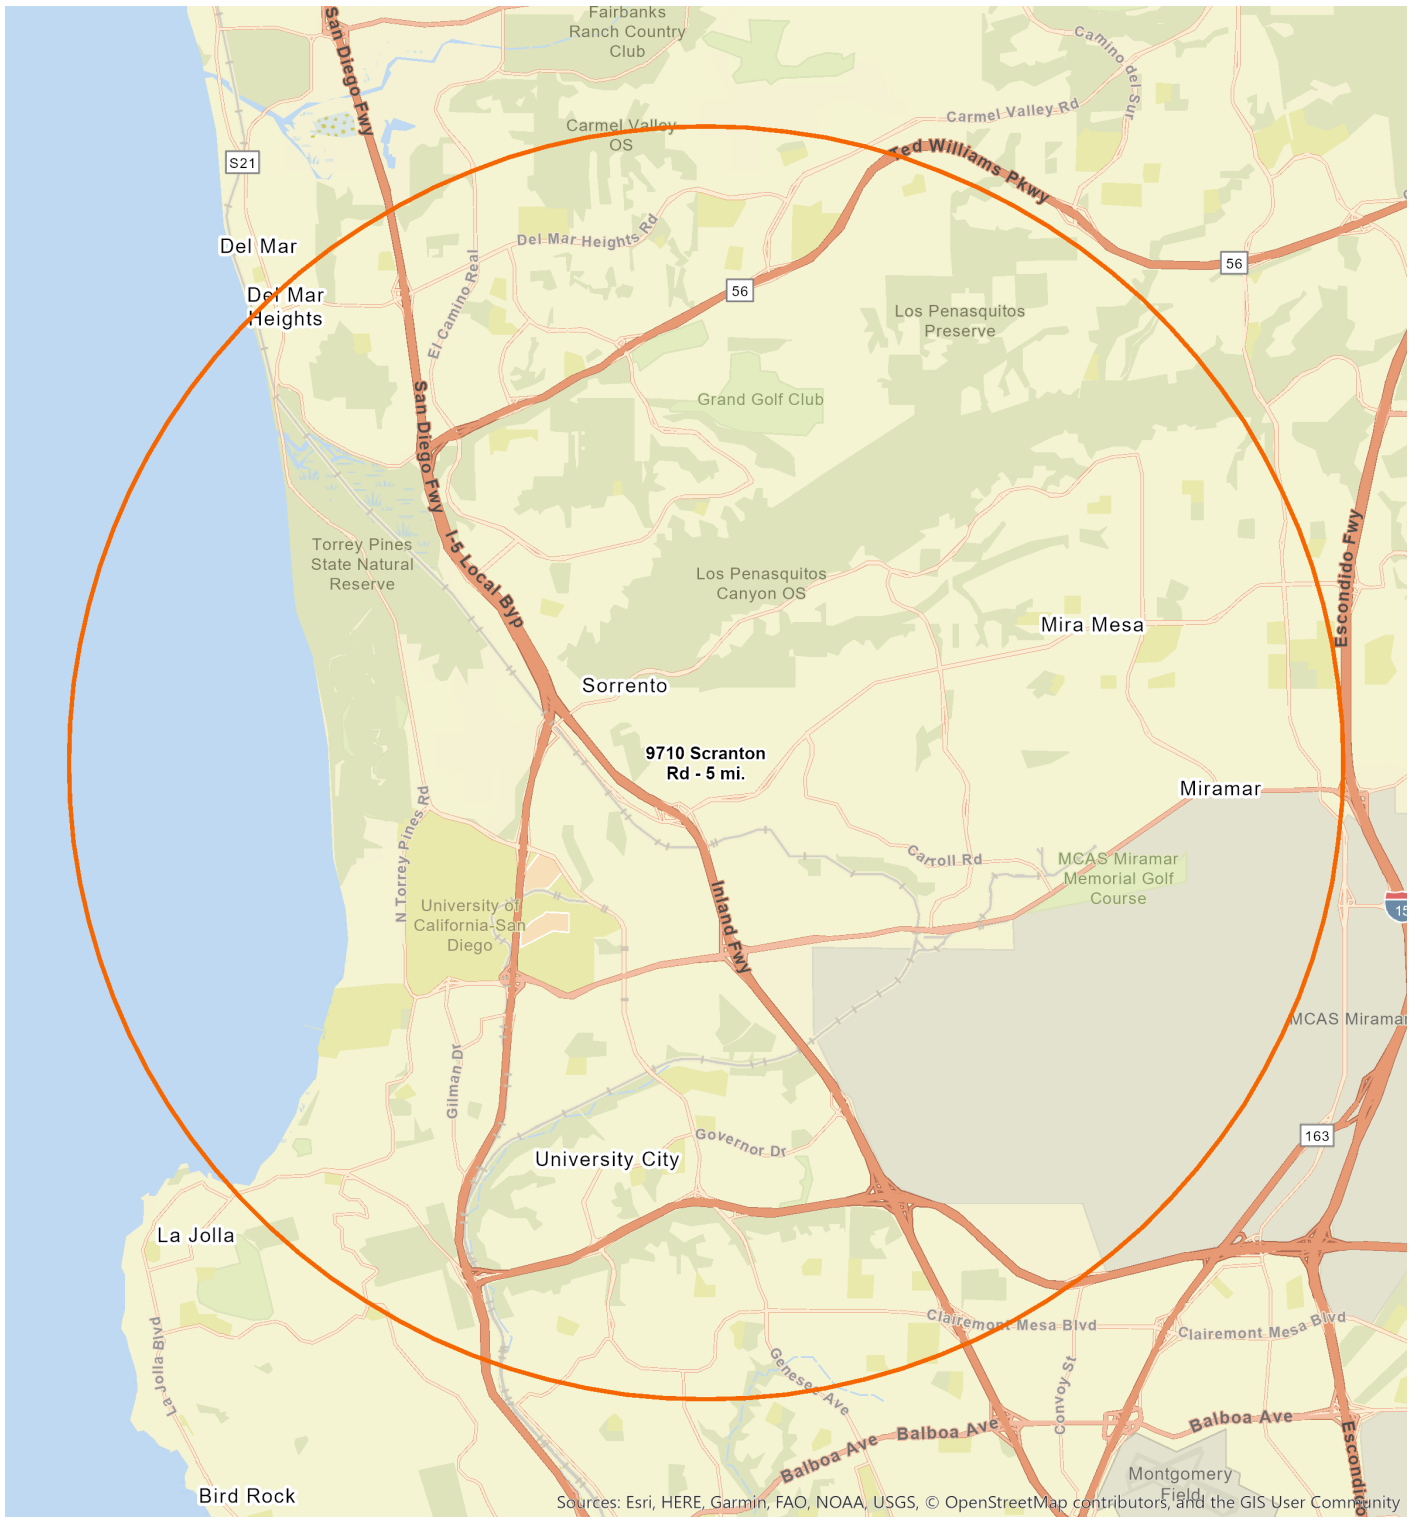 San Diego Fwy
Fairbanks
Ranch Country
Club
Camino del Sur
Carmel Valley Rd
Carmel Valley
OS
Ted Williams Pkwy
S21
Del Mar Heights Rd
Del Mar
El Camino Real
56
56
Del Mar
Heights
Los Penasquitos
Preserve
Grand Golf Club
San Diego Fwy
Escondido Fwy
I-5 Local Byp
Torrey Pines
State Natural
Reserve
Los Penasquitos
Canyon OS
Mira Mesa
Sorrento
9710 Scranton
Rd - 5 mi.
Miramar
N Torrey Pines Rd
Carroll Rd
MCAS Miramar
Memorial Golf
Course
University of
California-San
Diego
Inland Fwy
15
MCAS Miramar
Gilman Dr
Governor Dr
163
University City
La Jolla
La Jolla Blvd
Clairemont Mesa Blvd
Clairemont Mesa Blvd
Genesee Ave
Convoy St
Balboa Ave
Balboa Ave
Balboa Ave
Escondido
Montgomery
Field
Bird Rock
Sources: Esri, HERE, Garmin, FAO, NOAA, USGS, © OpenStreetMap contributors, and the GIS User Community